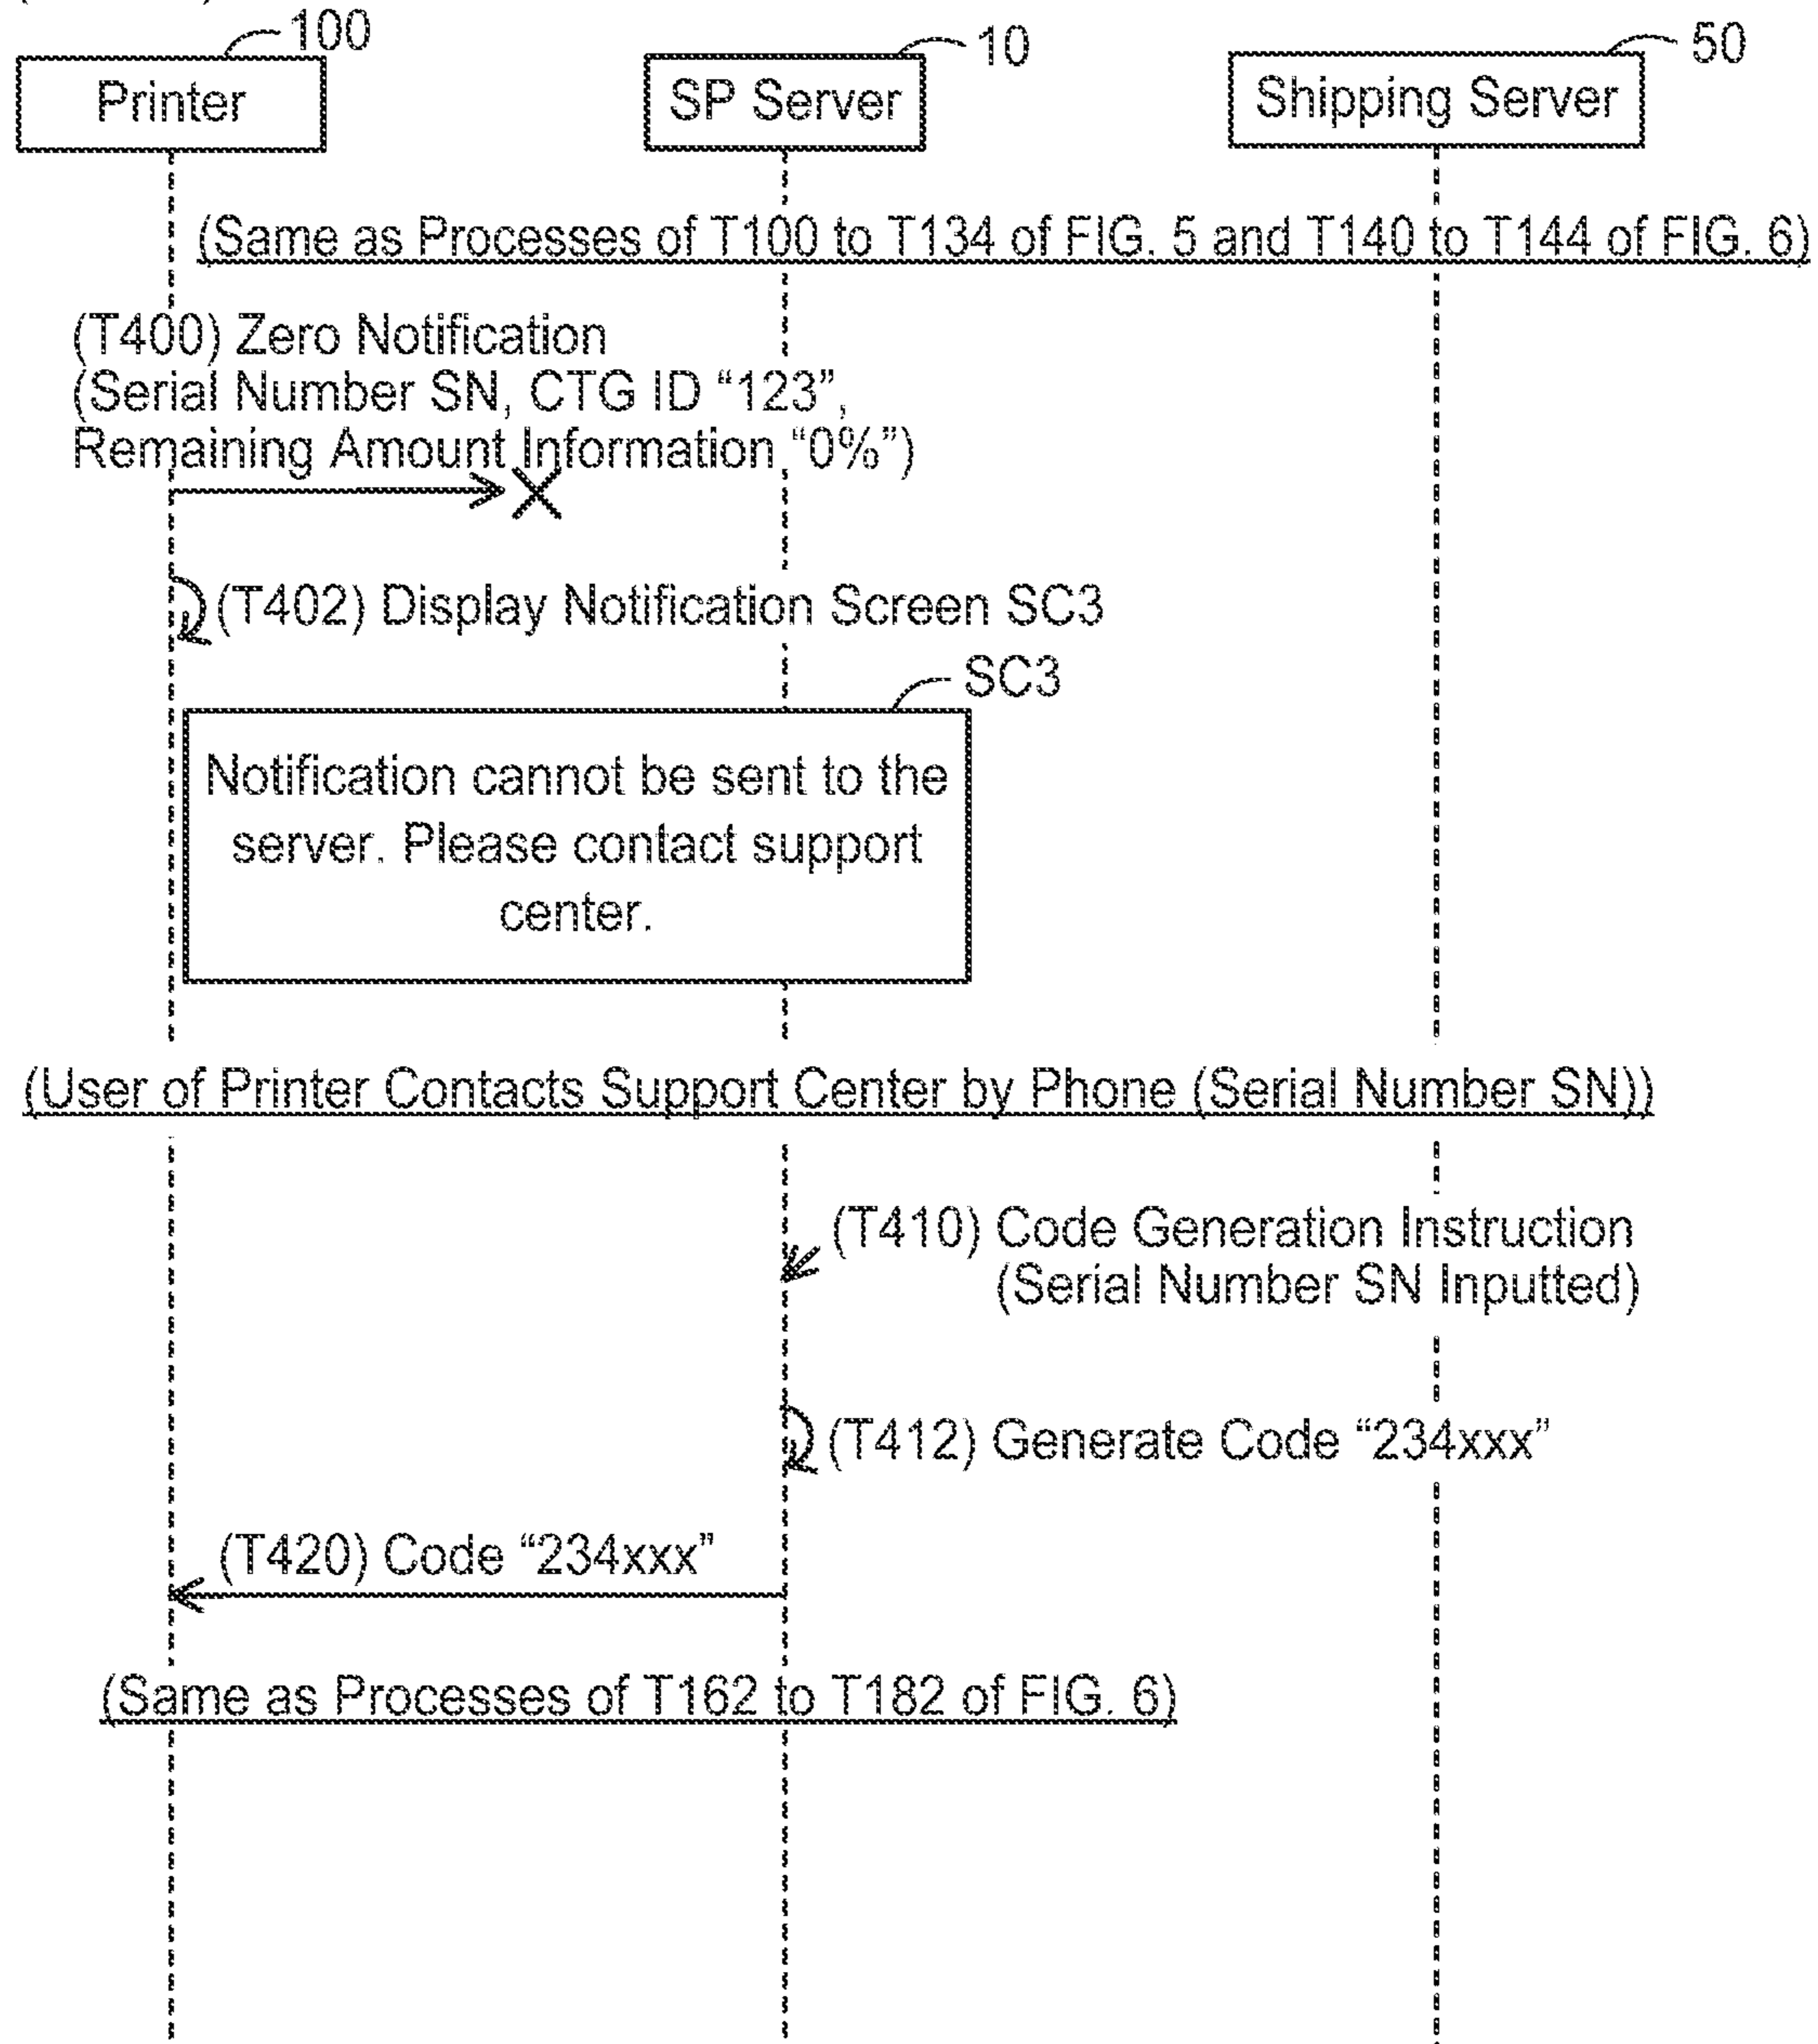 100
10
50
Printer
SP Server
Shipping Server
(Same as Processes of T100 to T134 of FIG. 5 and T140 to T144 of FIG. 6)
(T400) Zero Notification
(Serial Number SN, CTG ID “123”,
Remaining Amount Information “0%”)
(T402) Display Notification Screen SC3
SC3
Notification cannot be sent to the
server. Please contact support
center.
(User of Printer Contacts Support Center by Phone (Serial Number SN))
(T410) Code Generation Instruction
(Serial Number SN Inputted)
(T412) Generate Code “234xxx”
(T420) Code “234xxx”
(Same as Processes of T162 to T182 of FIG. 6)